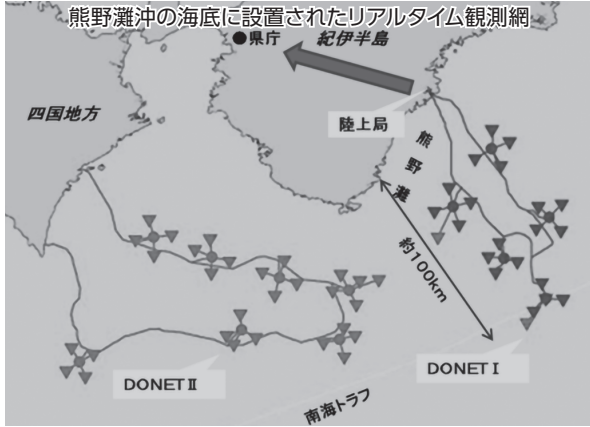 熊野灘沖の海底に設置されたリアルタイム観測網
●県庁
紀伊半島
四国地方
陸上局
熊野灘
約100km
DONETⅠ
DONETⅡ
南海トラフ